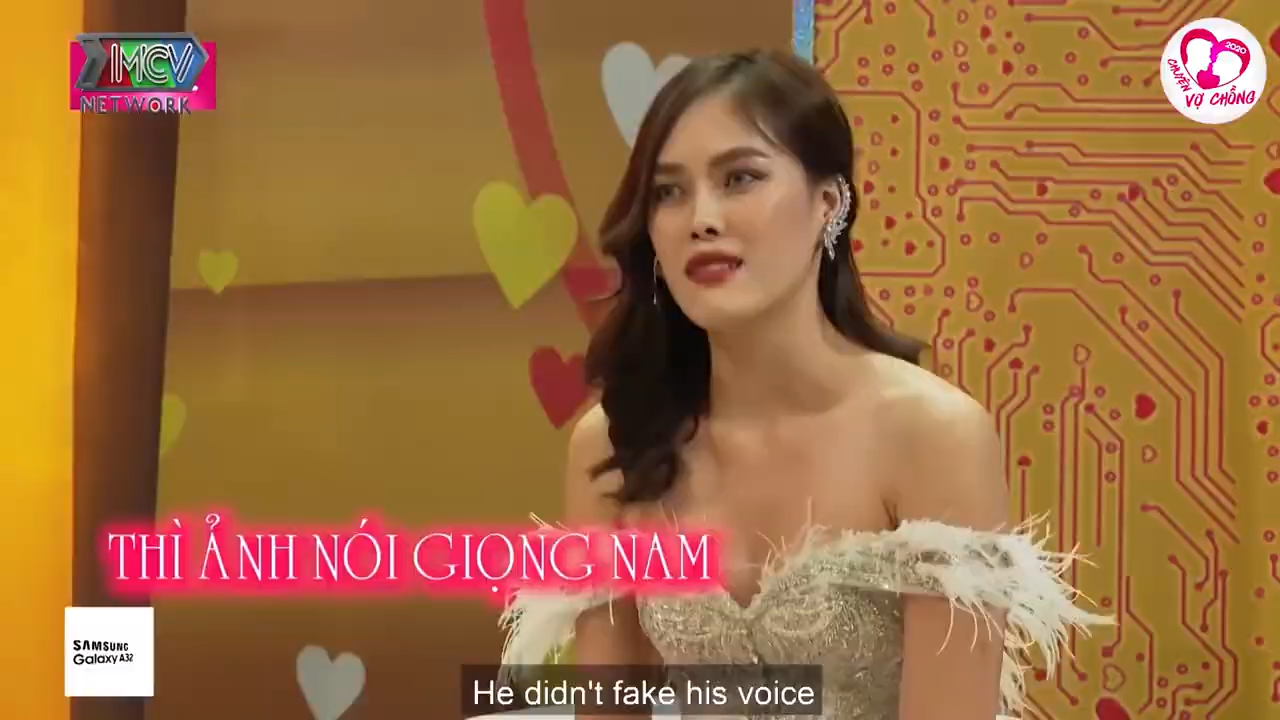 MCV
NETWORK
2020
CHUYỆN
VỢ CHỒNG
THÌ ẢNH NÓI GIỌNG NAM
SAMSUNG
Galaxy A32
He didn't fake his voice